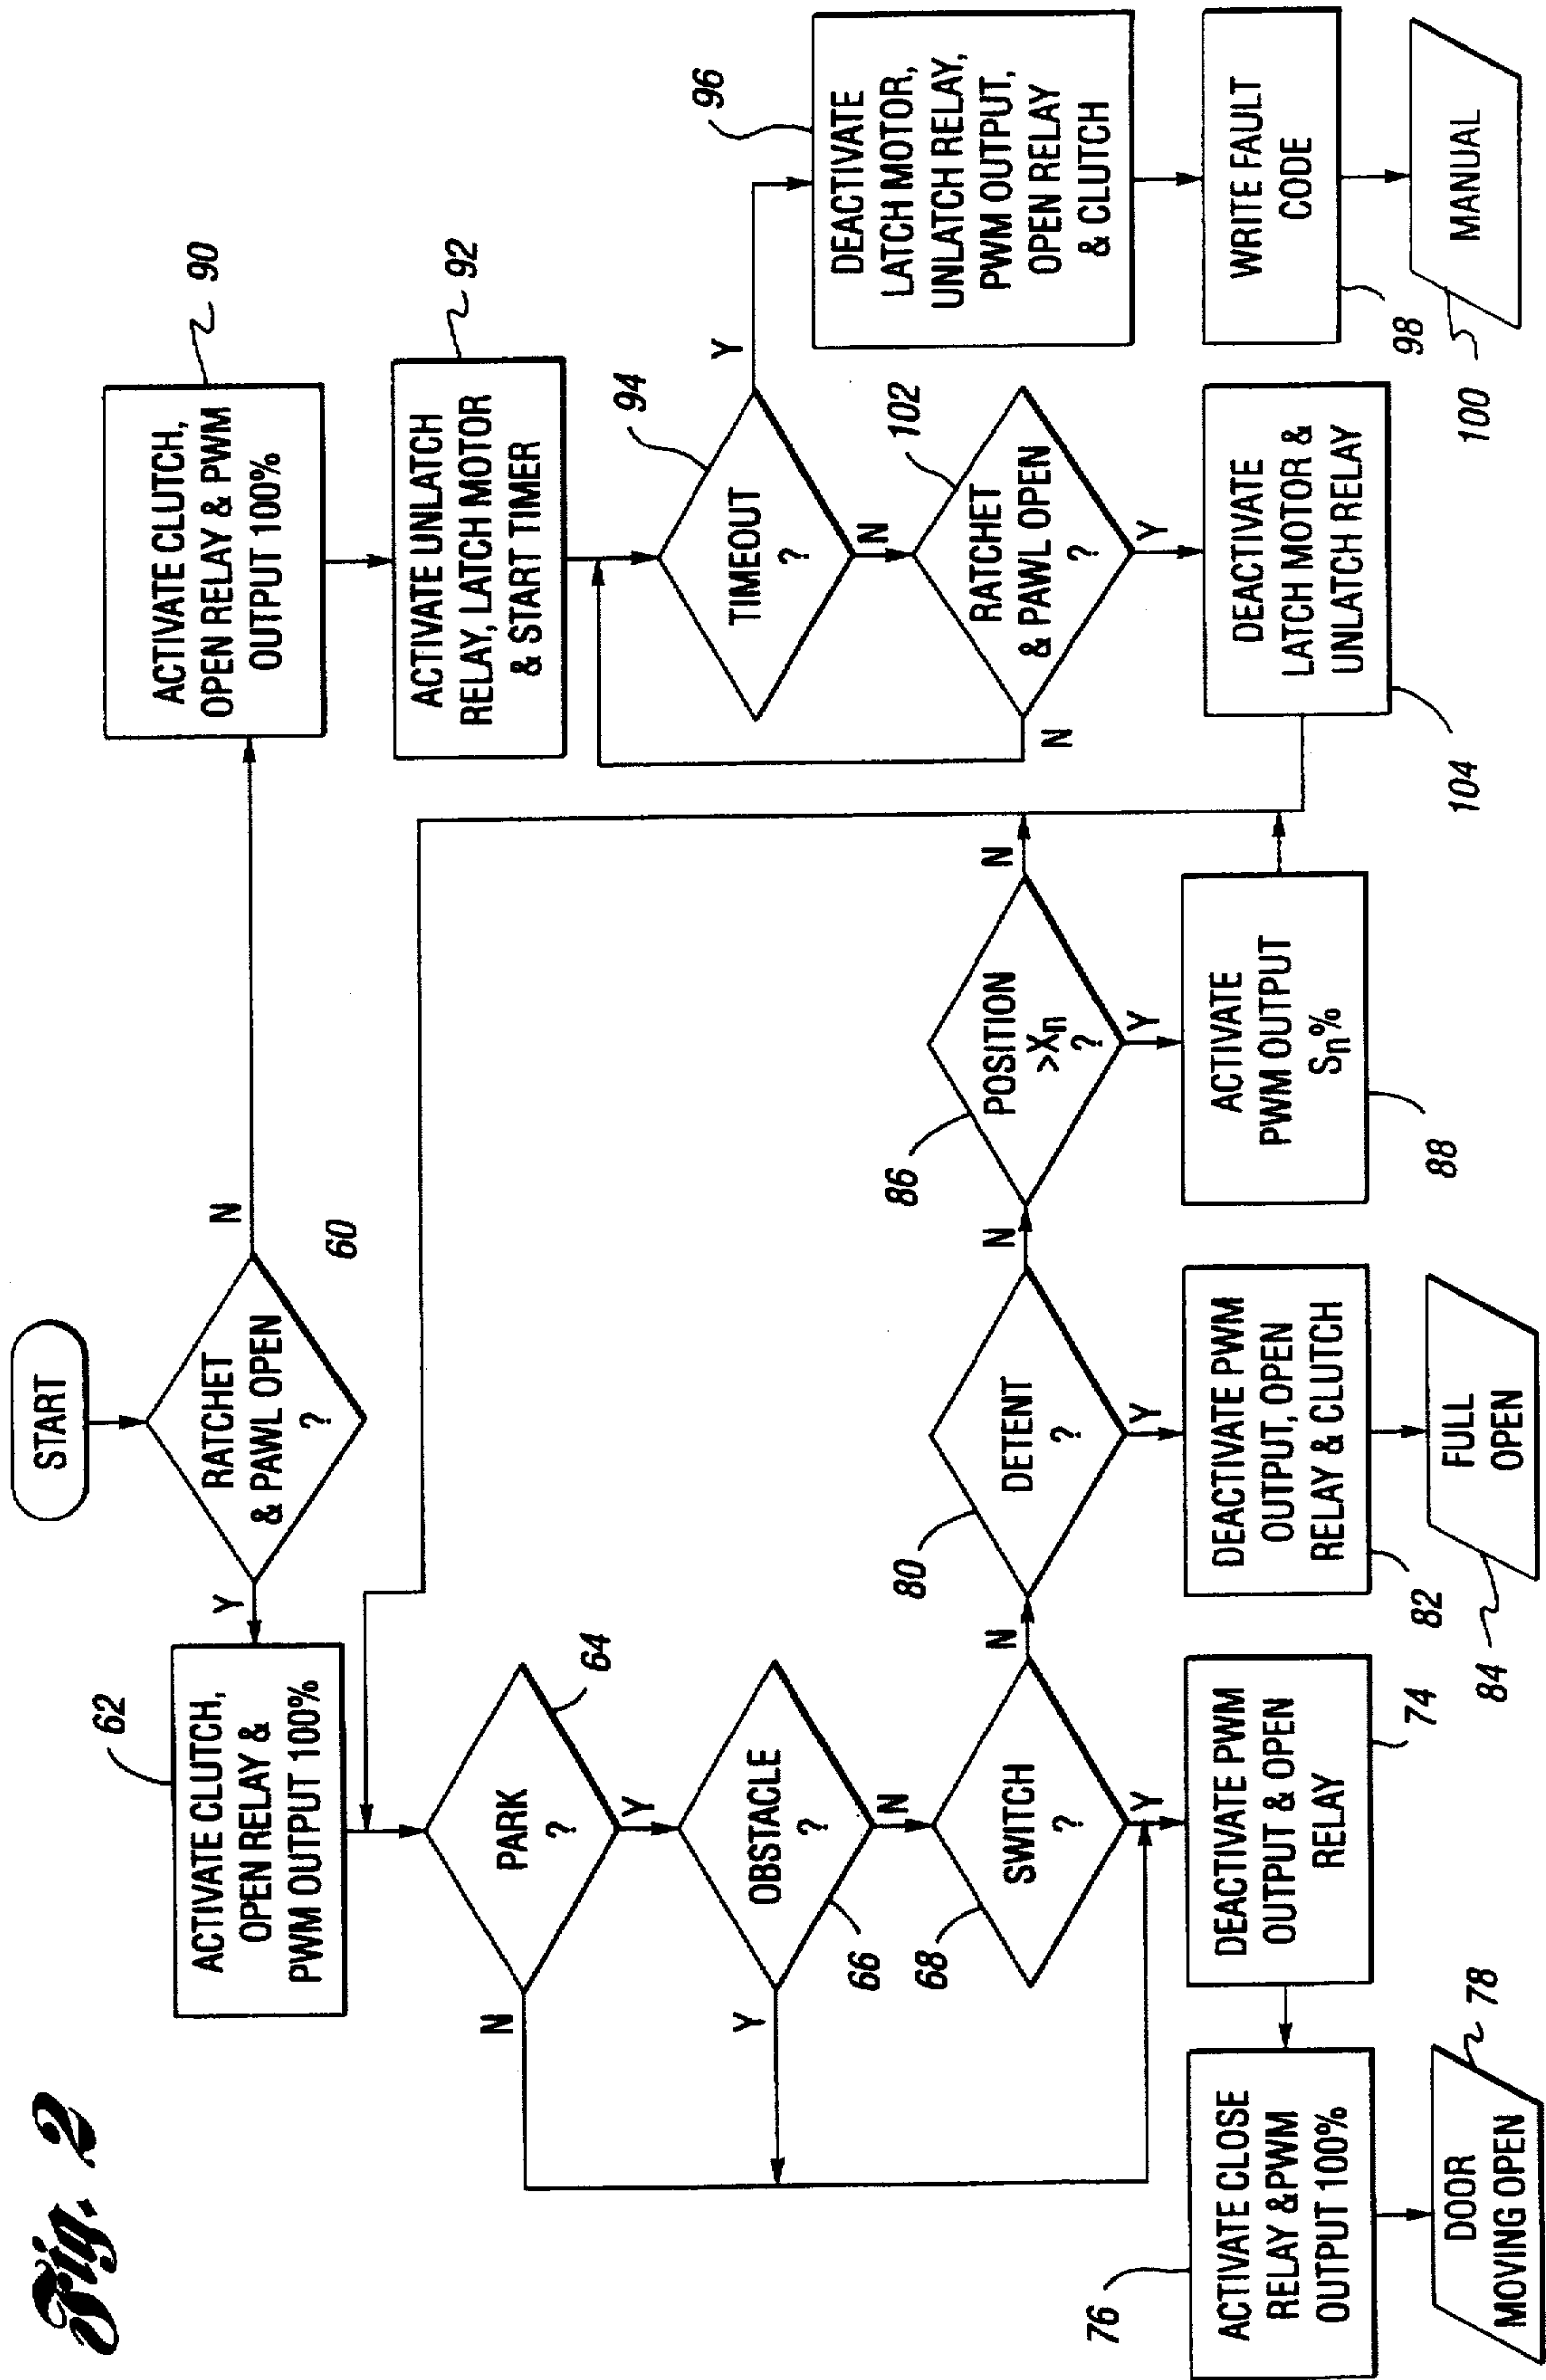 Fig. 2
START
RATCHET
& PAWL OPEN
?
60
Y
N
62
ACTIVATE CLUTCH,
OPEN RELAY &
PWM OUTPUT 100%
PARK
?
64
N
Y
OBSTACLE
?
66
Y
N
SWITCH
?
68
N
Y
DEACTIVATE PWM
OUTPUT & OPEN
RELAY
74
76
ACTIVATE CLOSE
RELAY &PWM
OUTPUT 100%
78
DOOR
MOVING OPEN
80
DETENT
?
N
Y
DEACTIVATE PWM
OUTPUT, OPEN
RELAY & CLUTCH
82
FULL
OPEN
84
86
POSITION
>Xn
?
N
Y
ACTIVATE
PWM OUTPUT
Sn%
88
90
ACTIVATE CLUTCH,
OPEN RELAY & PWM
OUTPUT 100%
92
ACTIVATE UNLATCH
RELAY, LATCH MOTOR
& START TIMER
94
TIMEOUT
?
Y
N
96
DEACTIVATE
LATCH MOTOR,
UNLATCH RELAY,
PWM OUTPUT,
OPEN RELAY
& CLUTCH
WRITE FAULT
CODE
98
MANUAL
100
102
RATCHET
& PAWL OPEN
?
N
Y
DEACTIVATE
LATCH MOTOR &
UNLATCH RELAY
104